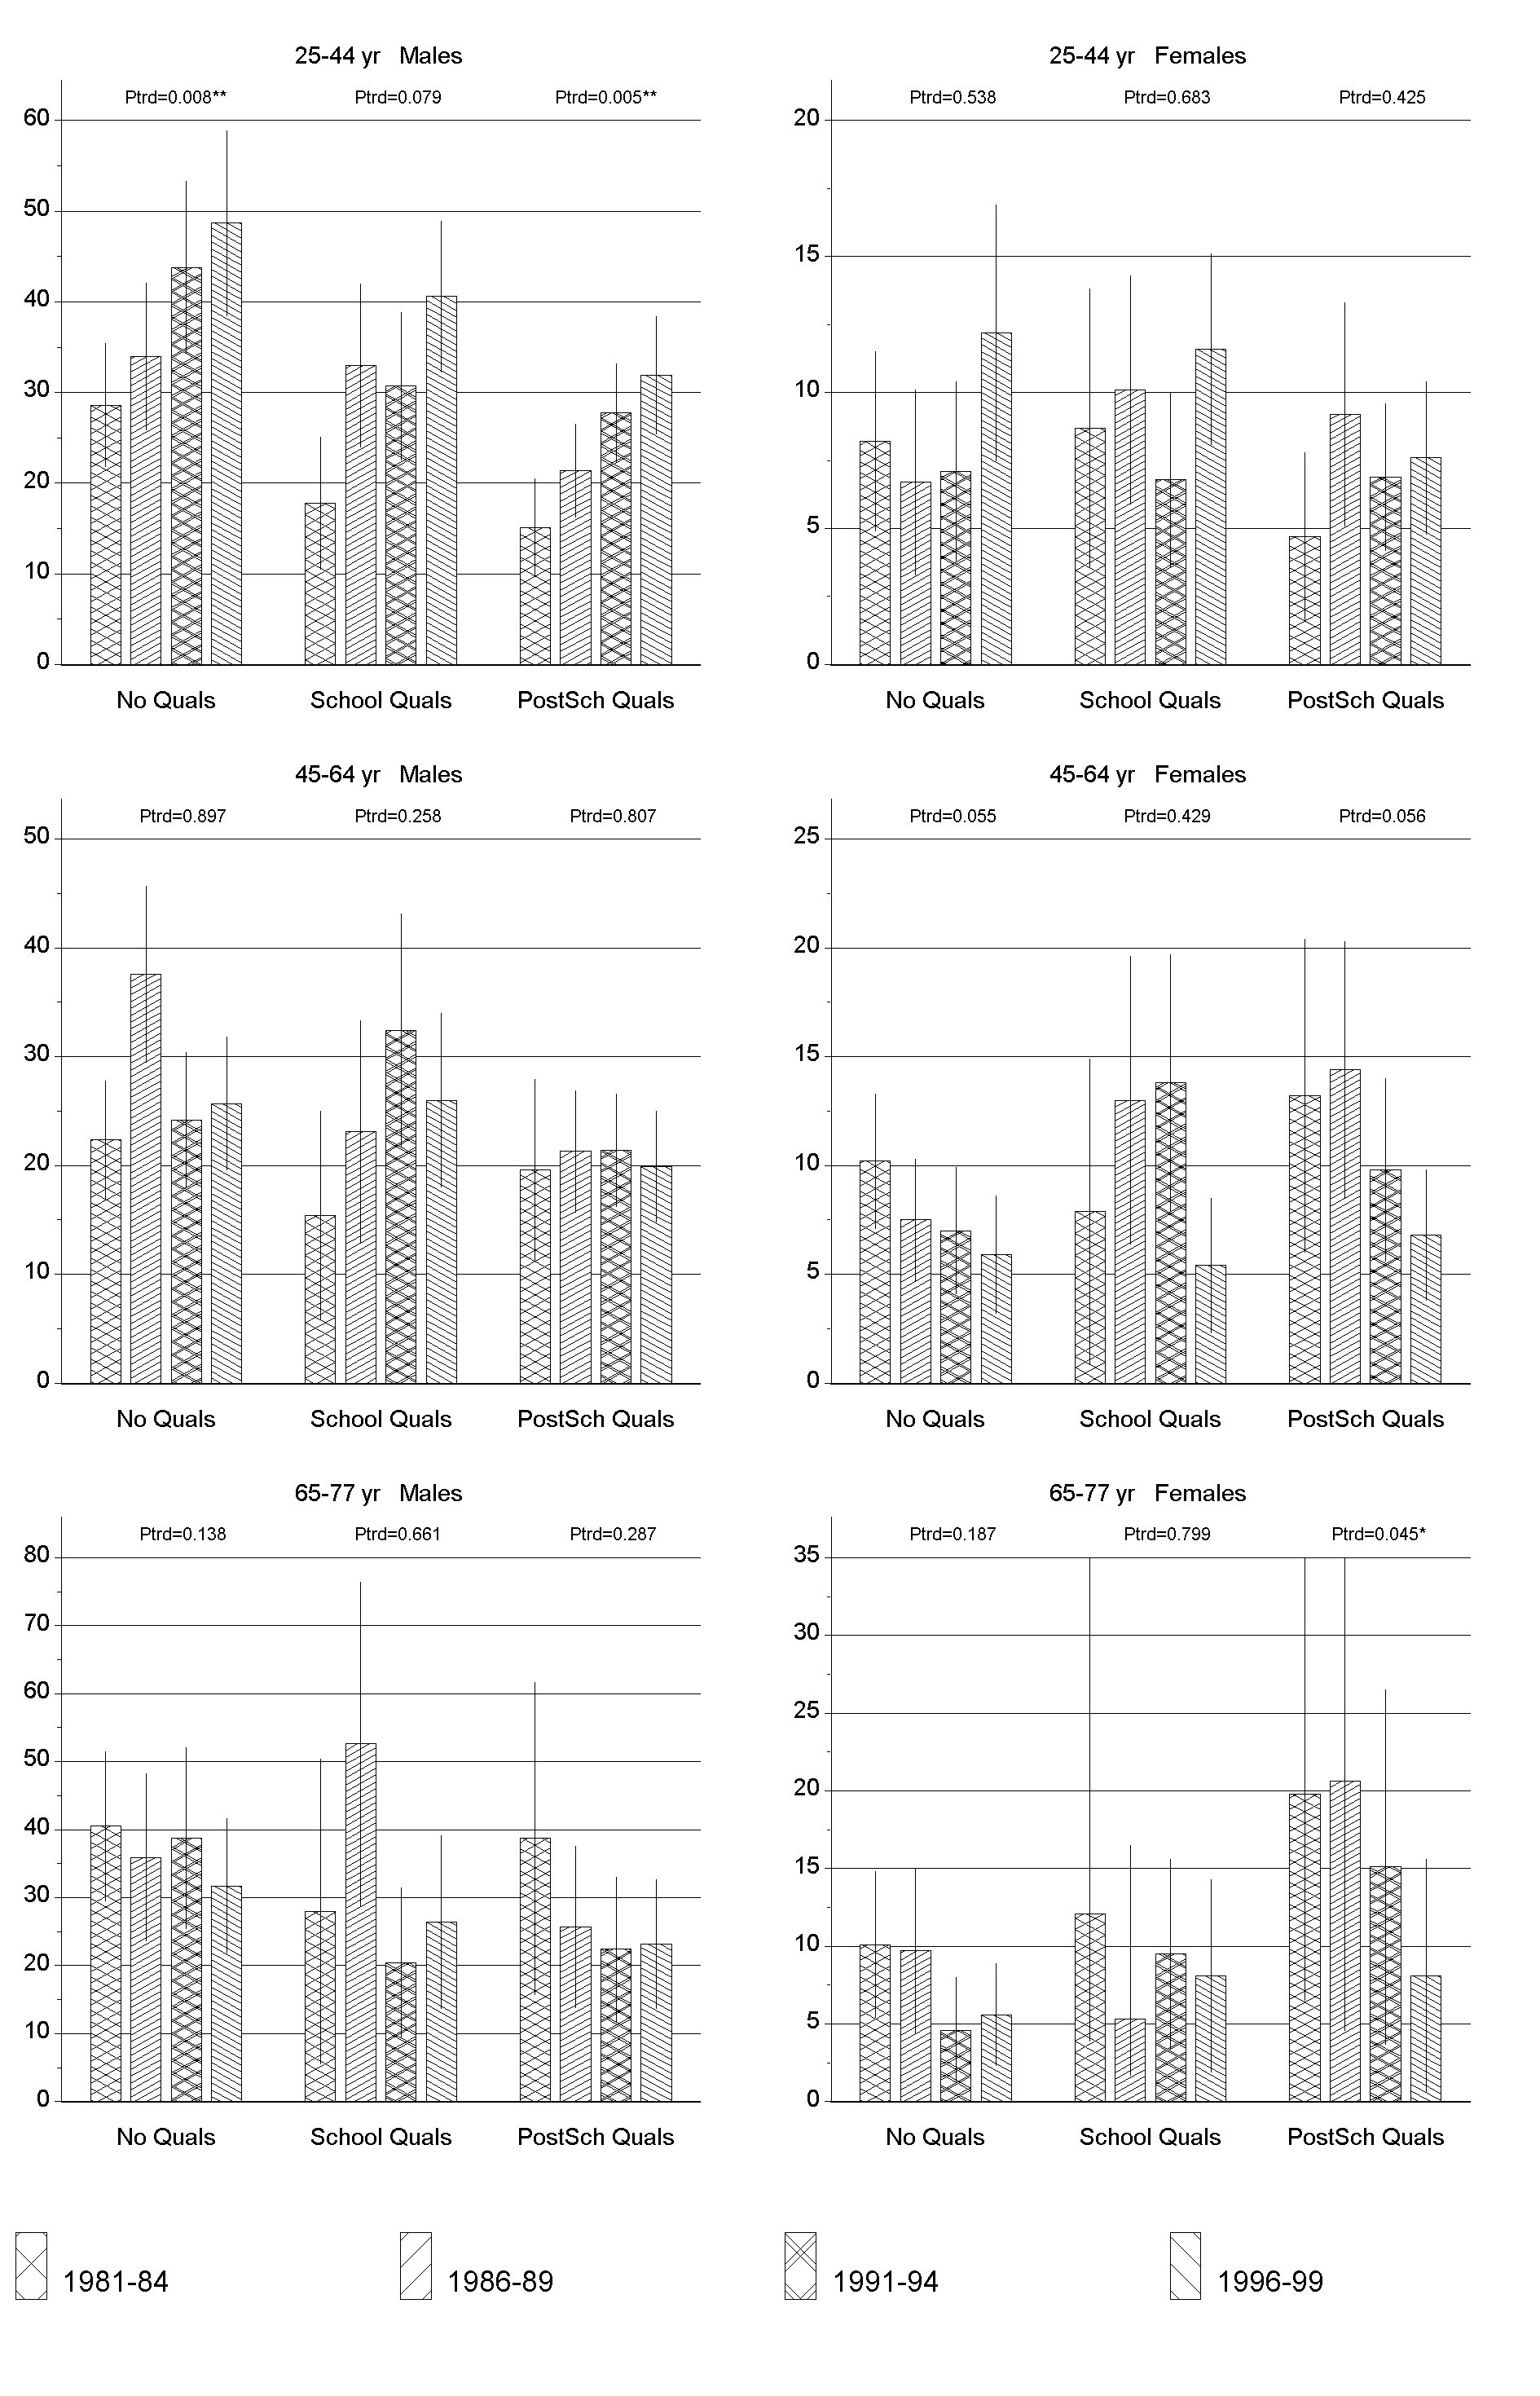 25-44 yr   Males
Ptrd=0.008**   Ptrd=0.079   Ptrd=0.005**
60
50
40
30
20
10
0
No Quals   School Quals   PostSch Quals
25-44 yr   Females
Ptrd=0.538   Ptrd=0.683   Ptrd=0.425
20
15
10
5
0
No Quals   School Quals   PostSch Quals
45-64 yr   Males
Ptrd=0.897   Ptrd=0.258   Ptrd=0.807
50
40
30
20
10
0
No Quals   School Quals   PostSch Quals
45-64 yr   Females
Ptrd=0.055   Ptrd=0.429   Ptrd=0.056
25
20
15
10
5
0
No Quals   School Quals   PostSch Quals
65-77 yr   Males
Ptrd=0.138   Ptrd=0.661   Ptrd=0.287
80
70
60
50
40
30
20
10
0
No Quals   School Quals   PostSch Quals
65-77 yr   Females
Ptrd=0.187   Ptrd=0.799   Ptrd=0.045*
35
30
25
20
15
10
5
0
No Quals   School Quals   PostSch Quals
1981-84   1986-89   1991-94   1996-99